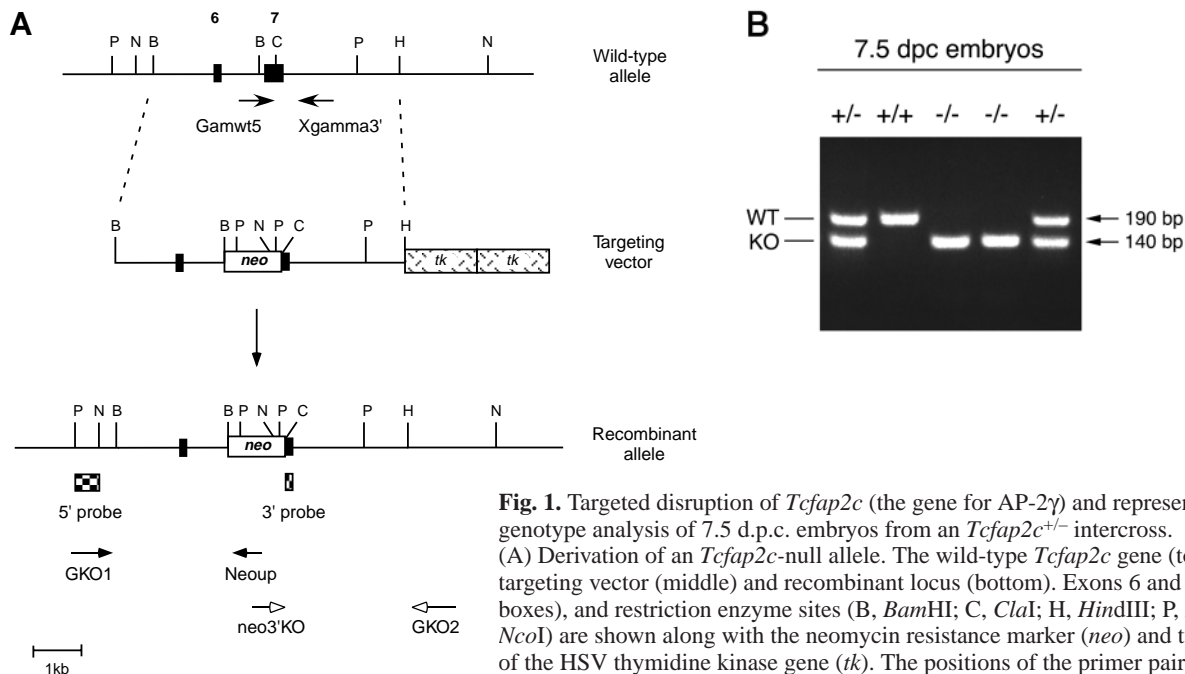 A
6 7
P N B B C P H N
Wild-type
allele
Gamwt5 Xgamma3'
B B P N P C P H
neo tk tk
Targeting
vector
P N B B P N P C P H N
neo
Recombinant
allele
5' probe 3' probe
GKO1 Neoup
neo3'KO GKO2
1kb
B
7.5 dpc embryos
+/- +/+ -/- -/- +/-
WT 190 bp
KO 140 bp
Fig. 1. Targeted disruption of Tcfap2c (the gene for AP-2γ) and represen
genotype analysis of 7.5 d.p.c. embryos from an Tcfap2c+/– intercross.
(A) Derivation of an Tcfap2c-null allele. The wild-type Tcfap2c gene (to
targeting vector (middle) and recombinant locus (bottom). Exons 6 and
boxes), and restriction enzyme sites (B, BamHI; C, ClaI; H, HindIII; P,
NcoI) are shown along with the neomycin resistance marker (neo) and t
of the HSV thymidine kinase gene (tk). The positions of the primer pair